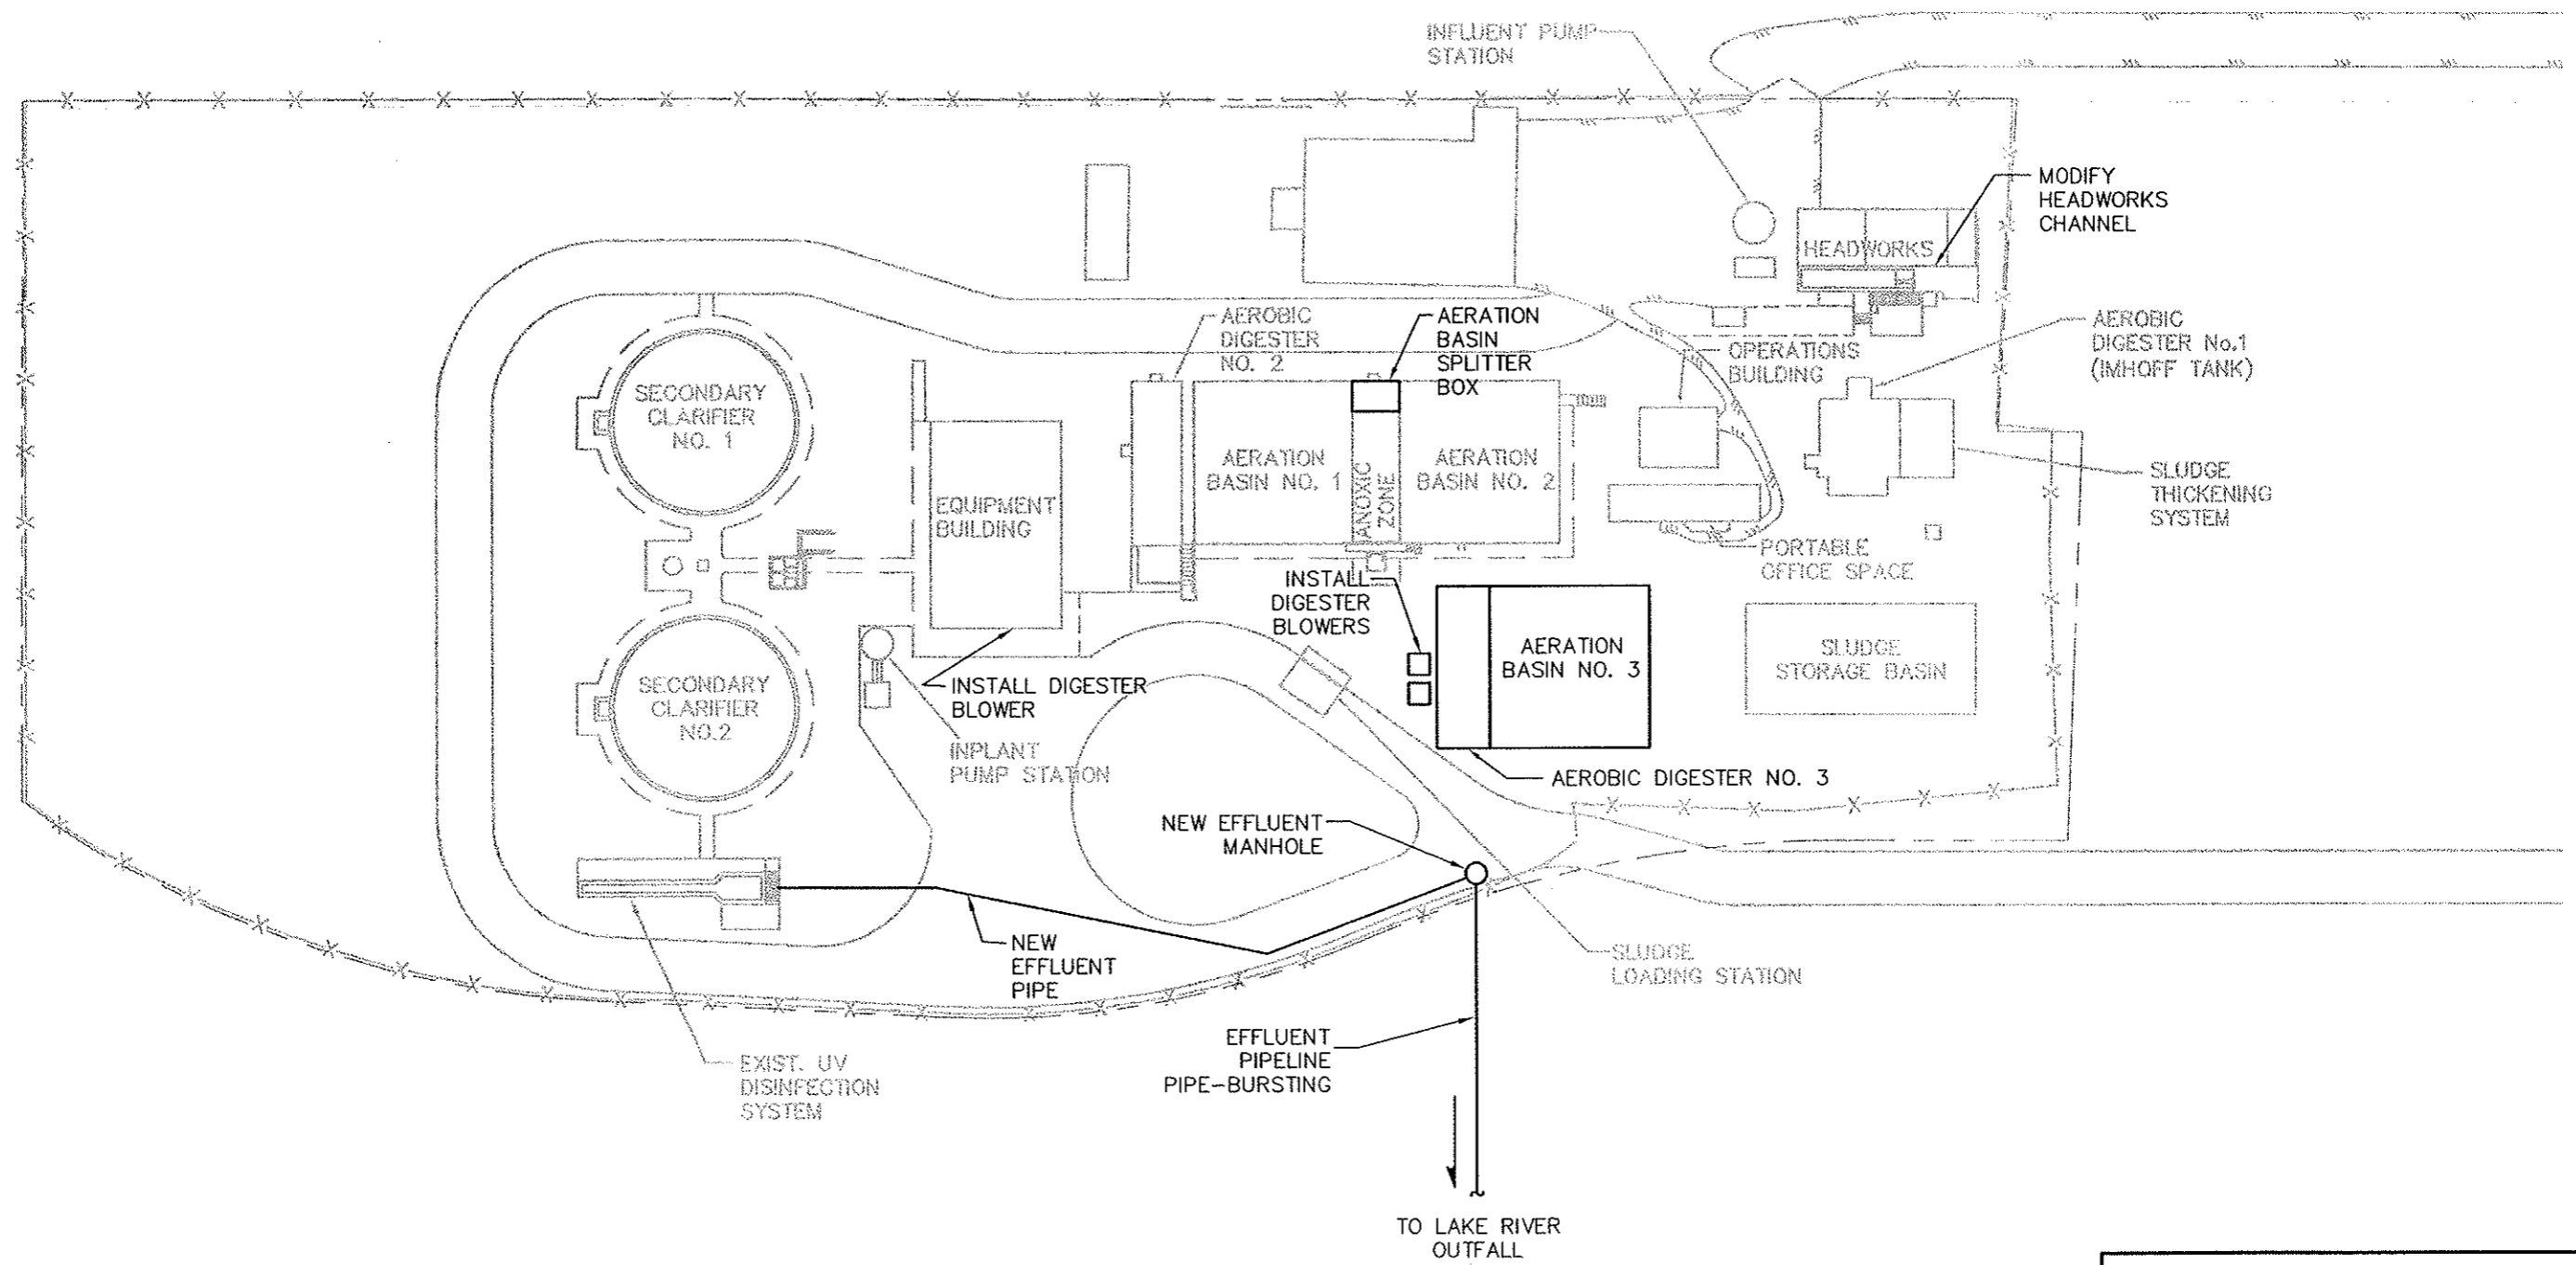 INFLUENT PUMP
STATION
MODIFY
HEADWORKS
CHANNEL
HEADWORKS
AEROBIC
DIGESTER
NO. 2
AERATION
BASIN
SPLITTER
BOX
OPERATIONS
BUILDING
AEROBIC
DIGESTER No.1
(IMHOFF TANK)
SECONDARY
CLARIFIER
NO. 1
EQUIPMENT
BUILDING
AERATION
BASIN NO. 1
ANOXIC
ZONE
AERATION
BASIN NO. 2
SLUDGE
THICKENING
SYSTEM
PORTABLE
OFFICE SPACE
INSTALL
DIGESTER
BLOWERS
AERATION
BASIN NO. 3
SLUDGE
STORAGE BASIN
SECONDARY
CLARIFIER
NO.2
INSTALL DIGESTER
BLOWER
INPLANT
PUMP STATION
AEROBIC DIGESTER NO. 3
NEW EFFLUENT
MANHOLE
NEW
EFFLUENT
PIPE
SLUDGE
LOADING STATION
EXIST. UV
DISINFECTION
SYSTEM
EFFLUENT
PIPELINE
PIPE-BURSTING
TO LAKE RIVER
OUTFALL